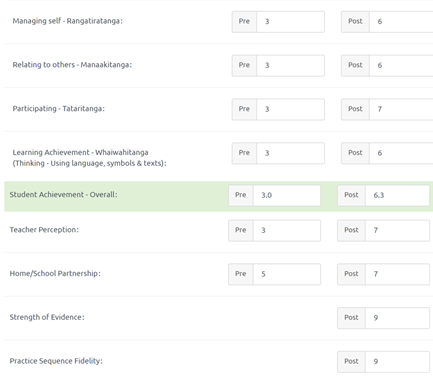 Managing self - Rangatiratanga: Pre 3 Post 6
Relating to others - Manaakitanga: Pre 3 Post 6
Participating - Tataritanga: Pre 3 Post 7
Learning Achievement - Whaiwahitanga Pre 3 Post 6
(Thinking - Using language, symbols & texts):
Student Achievement - Overall: Pre 3.0 Post 6.3
Teacher Perception: Pre 3 Post 7
Home/School Partnership: Pre 5 Post 7
Strength of Evidence: Post 9
Practice Sequence Fidelity: Post 9